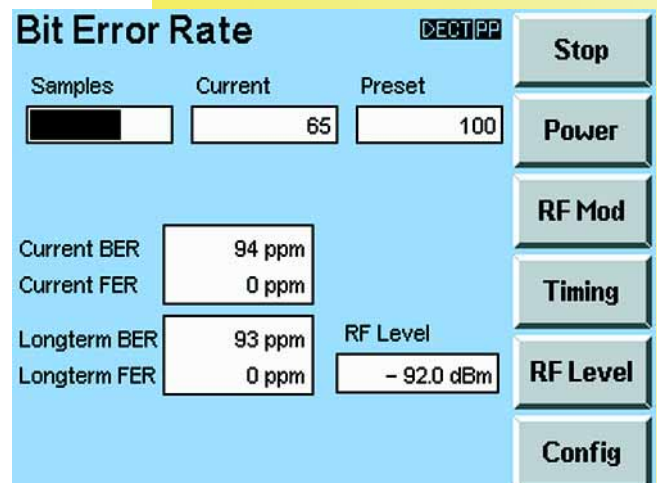 Bit Error Rate
DECT PP
Samples Current Preset
65 100
Current BER 94 ppm
Current FER 0 ppm
Longterm BER 93 ppm
Longterm FER 0 ppm
RF Level
– 92.0 dBm
Stop
Power
RF Mod
Timing
RF Level
Config